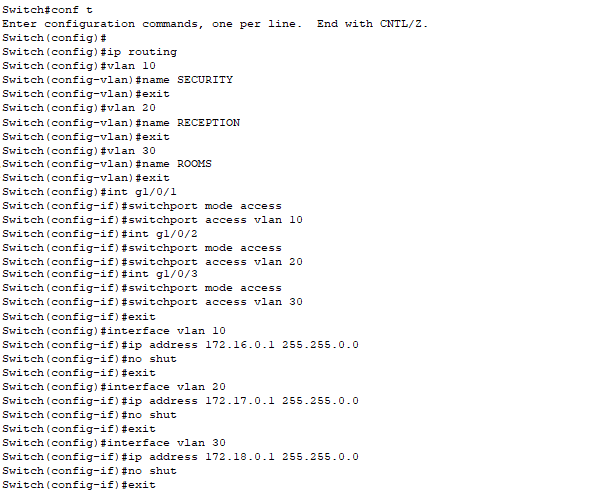 Switch#conf t
Enter configuration commands, one per line.  End with CNTL/Z.
Switch(config)#
Switch(config)#ip routing
Switch(config)#vlan 10
Switch(config-vlan)#name SECURITY
Switch(config-vlan)#exit
Switch(config)#vlan 20
Switch(config-vlan)#name RECEPTION
Switch(config-vlan)#exit
Switch(config)#vlan 30
Switch(config-vlan)#name ROOMS
Switch(config-vlan)#exit
Switch(config)#int g1/0/1
Switch(config-if)#switchport mode access
Switch(config-if)#switchport access vlan 10
Switch(config-if)#int g1/0/2
Switch(config-if)#switchport mode access
Switch(config-if)#switchport access vlan 20
Switch(config-if)#int g1/0/3
Switch(config-if)#switchport mode access
Switch(config-if)#switchport access vlan 30
Switch(config-if)#exit
Switch(config)#interface vlan 10
Switch(config-if)#ip address 172.16.0.1 255.255.0.0
Switch(config-if)#no shut
Switch(config-if)#exit
Switch(config)#interface vlan 20
Switch(config-if)#ip address 172.17.0.1 255.255.0.0
Switch(config-if)#no shut
Switch(config-if)#exit
Switch(config)#interface vlan 30
Switch(config-if)#ip address 172.18.0.1 255.255.0.0
Switch(config-if)#no shut
Switch(config-if)#exit